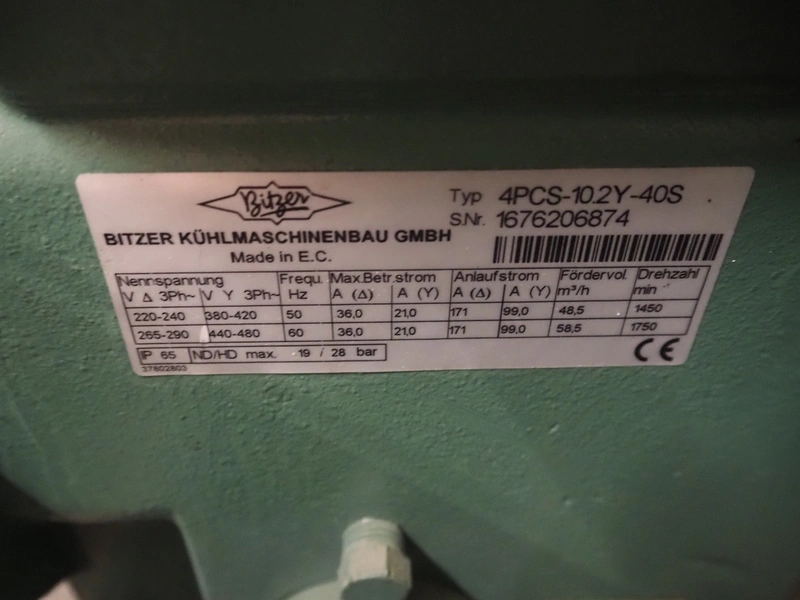 Bitzer
BITZER KÜHLMASCHINENBAU GMBH
Made in E.C.
Typ 4PCS-10.2Y-40S
S.Nr. 1676206874
Nennspannung Frequ. Max.Betr.strom Anlaufstrom Fördervol. Drehzahl
V Δ 3Ph~ V Y 3Ph~ Hz A (Δ) A (Y) A (Δ) A (Y) m³/h min
220-240 380-420 50 36,0 21,0 171 99,0 48,5 1450
265-290 440-480 60 36,0 21,0 171 99,0 58,5 1750
IP 65 ND/HD max. 19 / 28 bar CE
37802803